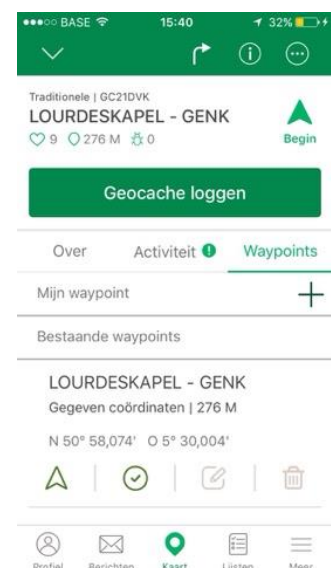 BASE 15:40 32%
Traditionele | GC21DVK
LOURDESKAPEL - GENK
9 276 M 0
Begin
Geocache loggen
Over Activiteit Waypoints
Mijn waypoint
Bestaande waypoints
LOURDESKAPEL - GENK
Gegeven coördinaten | 276 M
N 50° 58,074' O 5° 30,004'
Profiel Berichten Kaart Lijsten Meer